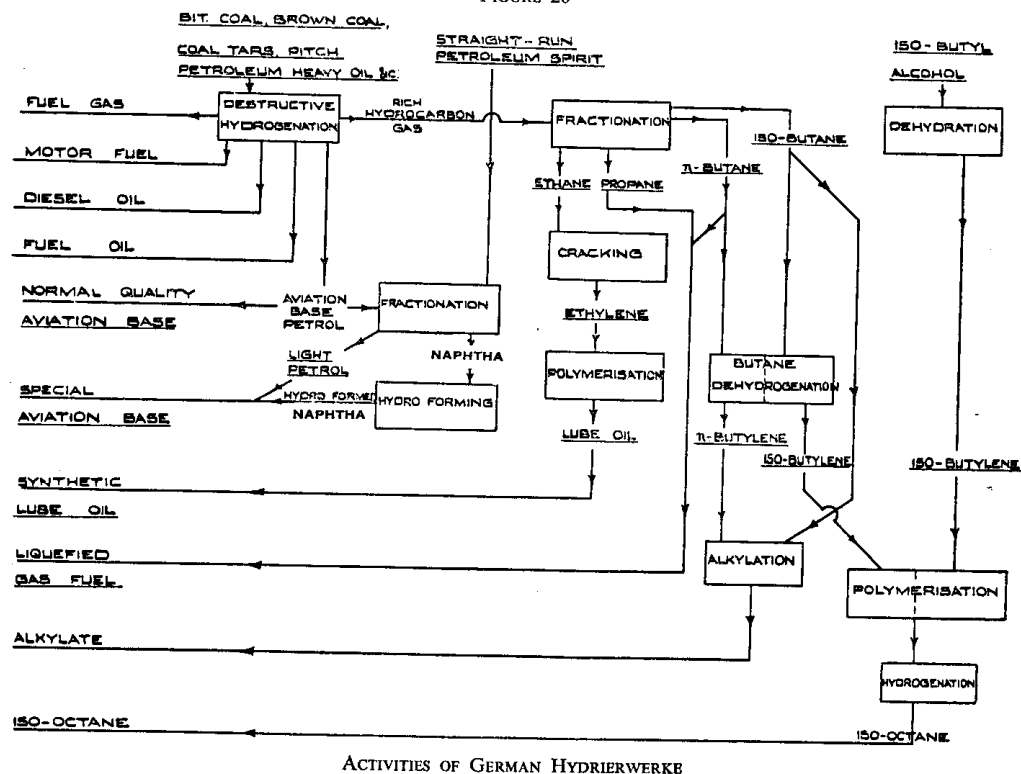 FIGURE 20
BIT. COAL, BROWN COAL,
COAL TARS, PITCH
PETROLEUM HEAVY OIL &C.
STRAIGHT-RUN
PETROLEUM SPIRIT
ISO-BUTYL
ALCOHOL
FUEL GAS
DESTRUCTIVE
HYDROGENATION
RICH
HYDROCARBON
GAS
FRACTIONATION
DEHYDRATION
ISO-BUTANE
MOTOR FUEL
n-BUTANE
ETHANE
PROPANE
DIESEL OIL
FUEL OIL
CRACKING
NORMAL QUALITY
AVIATION BASE
AVIATION
BASE
PETROL
FRACTIONATION
ETHYLENE
LIGHT
PETROL
NAPHTHA
POLYMERISATION
BUTANE
DEHYDROGENATION
SPECIAL
AVIATION BASE
HYDRO FORMED
NAPHTHA
HYDRO FORMING
LUBE OIL
n-BUTYLENE
ISO-BUTYLENE
ISO-BUTYLENE
SYNTHETIC
LUBE OIL
LIQUEFIED
GAS FUEL
ALKYLATION
POLYMERISATION
ALKYLATE
HYDROGENATION
ISO-OCTANE
ISO-OCTANE
ACTIVITIES OF GERMAN HYDRIERWERKE